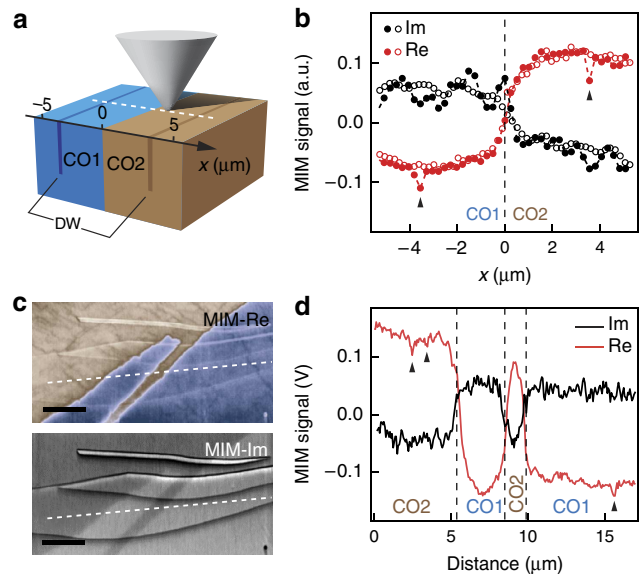 a
−5
0
5
x (μm)
CO1
CO2
DW
b
Im
Re
MIM signal (a.u.)
0.1
0.0
−0.1
CO1
CO2
−4
−2
0
2
4
x (μm)
c
MIM-Re
MIM-Im
d
Im
Re
MIM signal (V)
0.1
0.0
−0.1
CO2
CO1
CO2
CO1
0
5
10
15
Distance (μm)